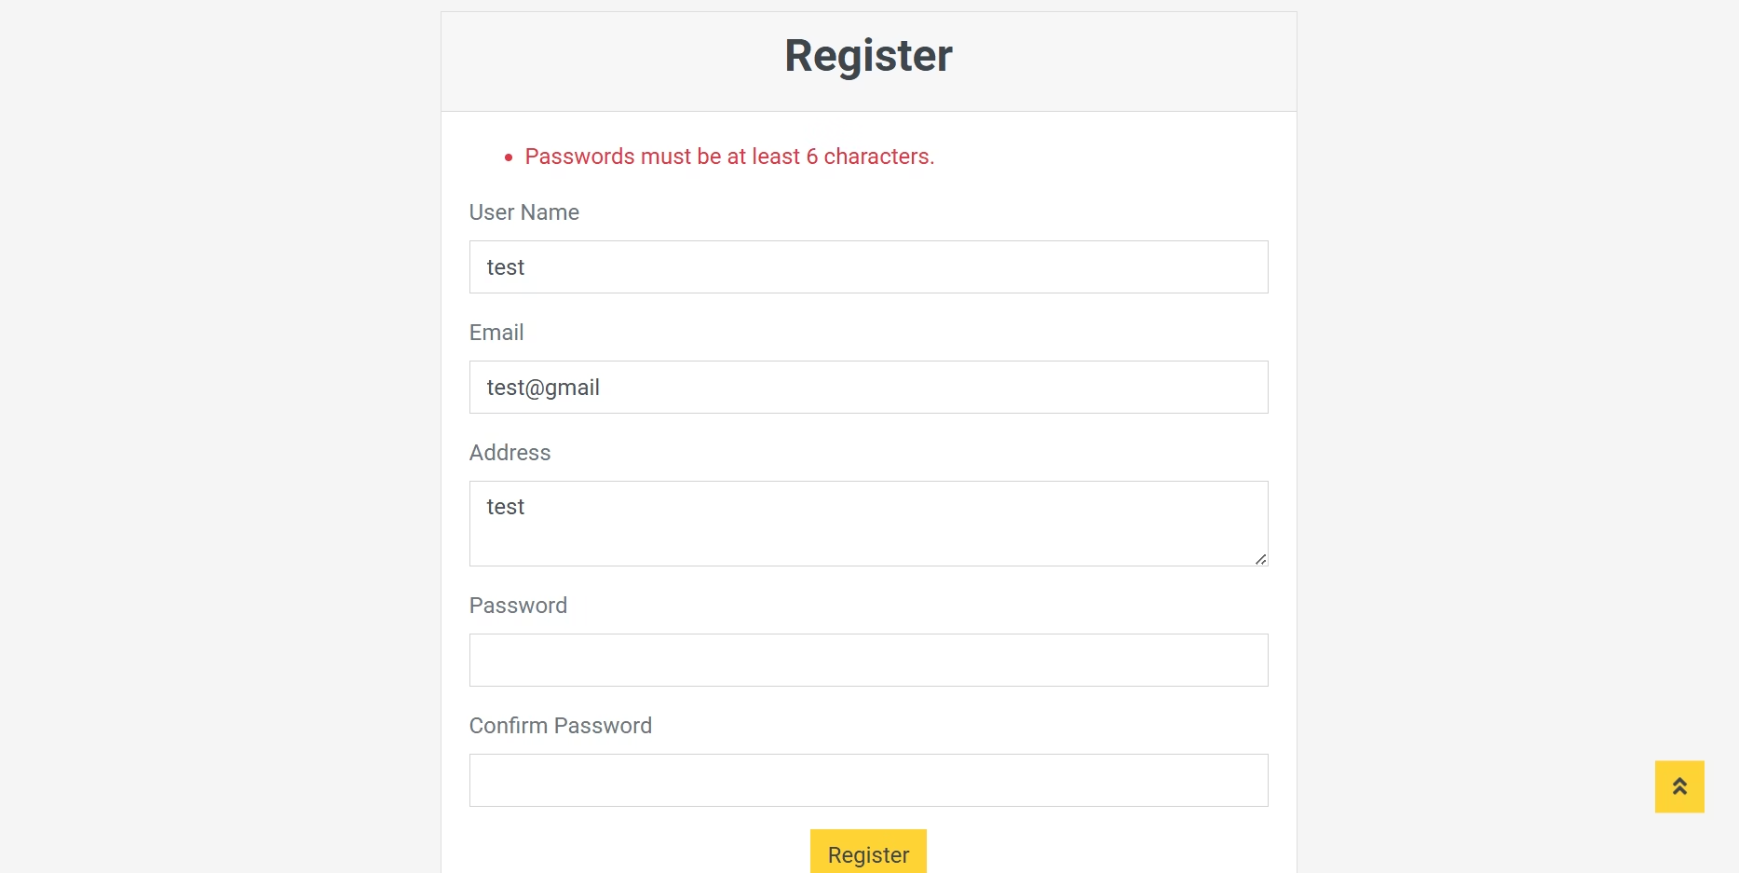 Register
• Passwords must be at least 6 characters.
User Name
test
Email
test@gmail
Address
test
Password
Confirm Password
Register